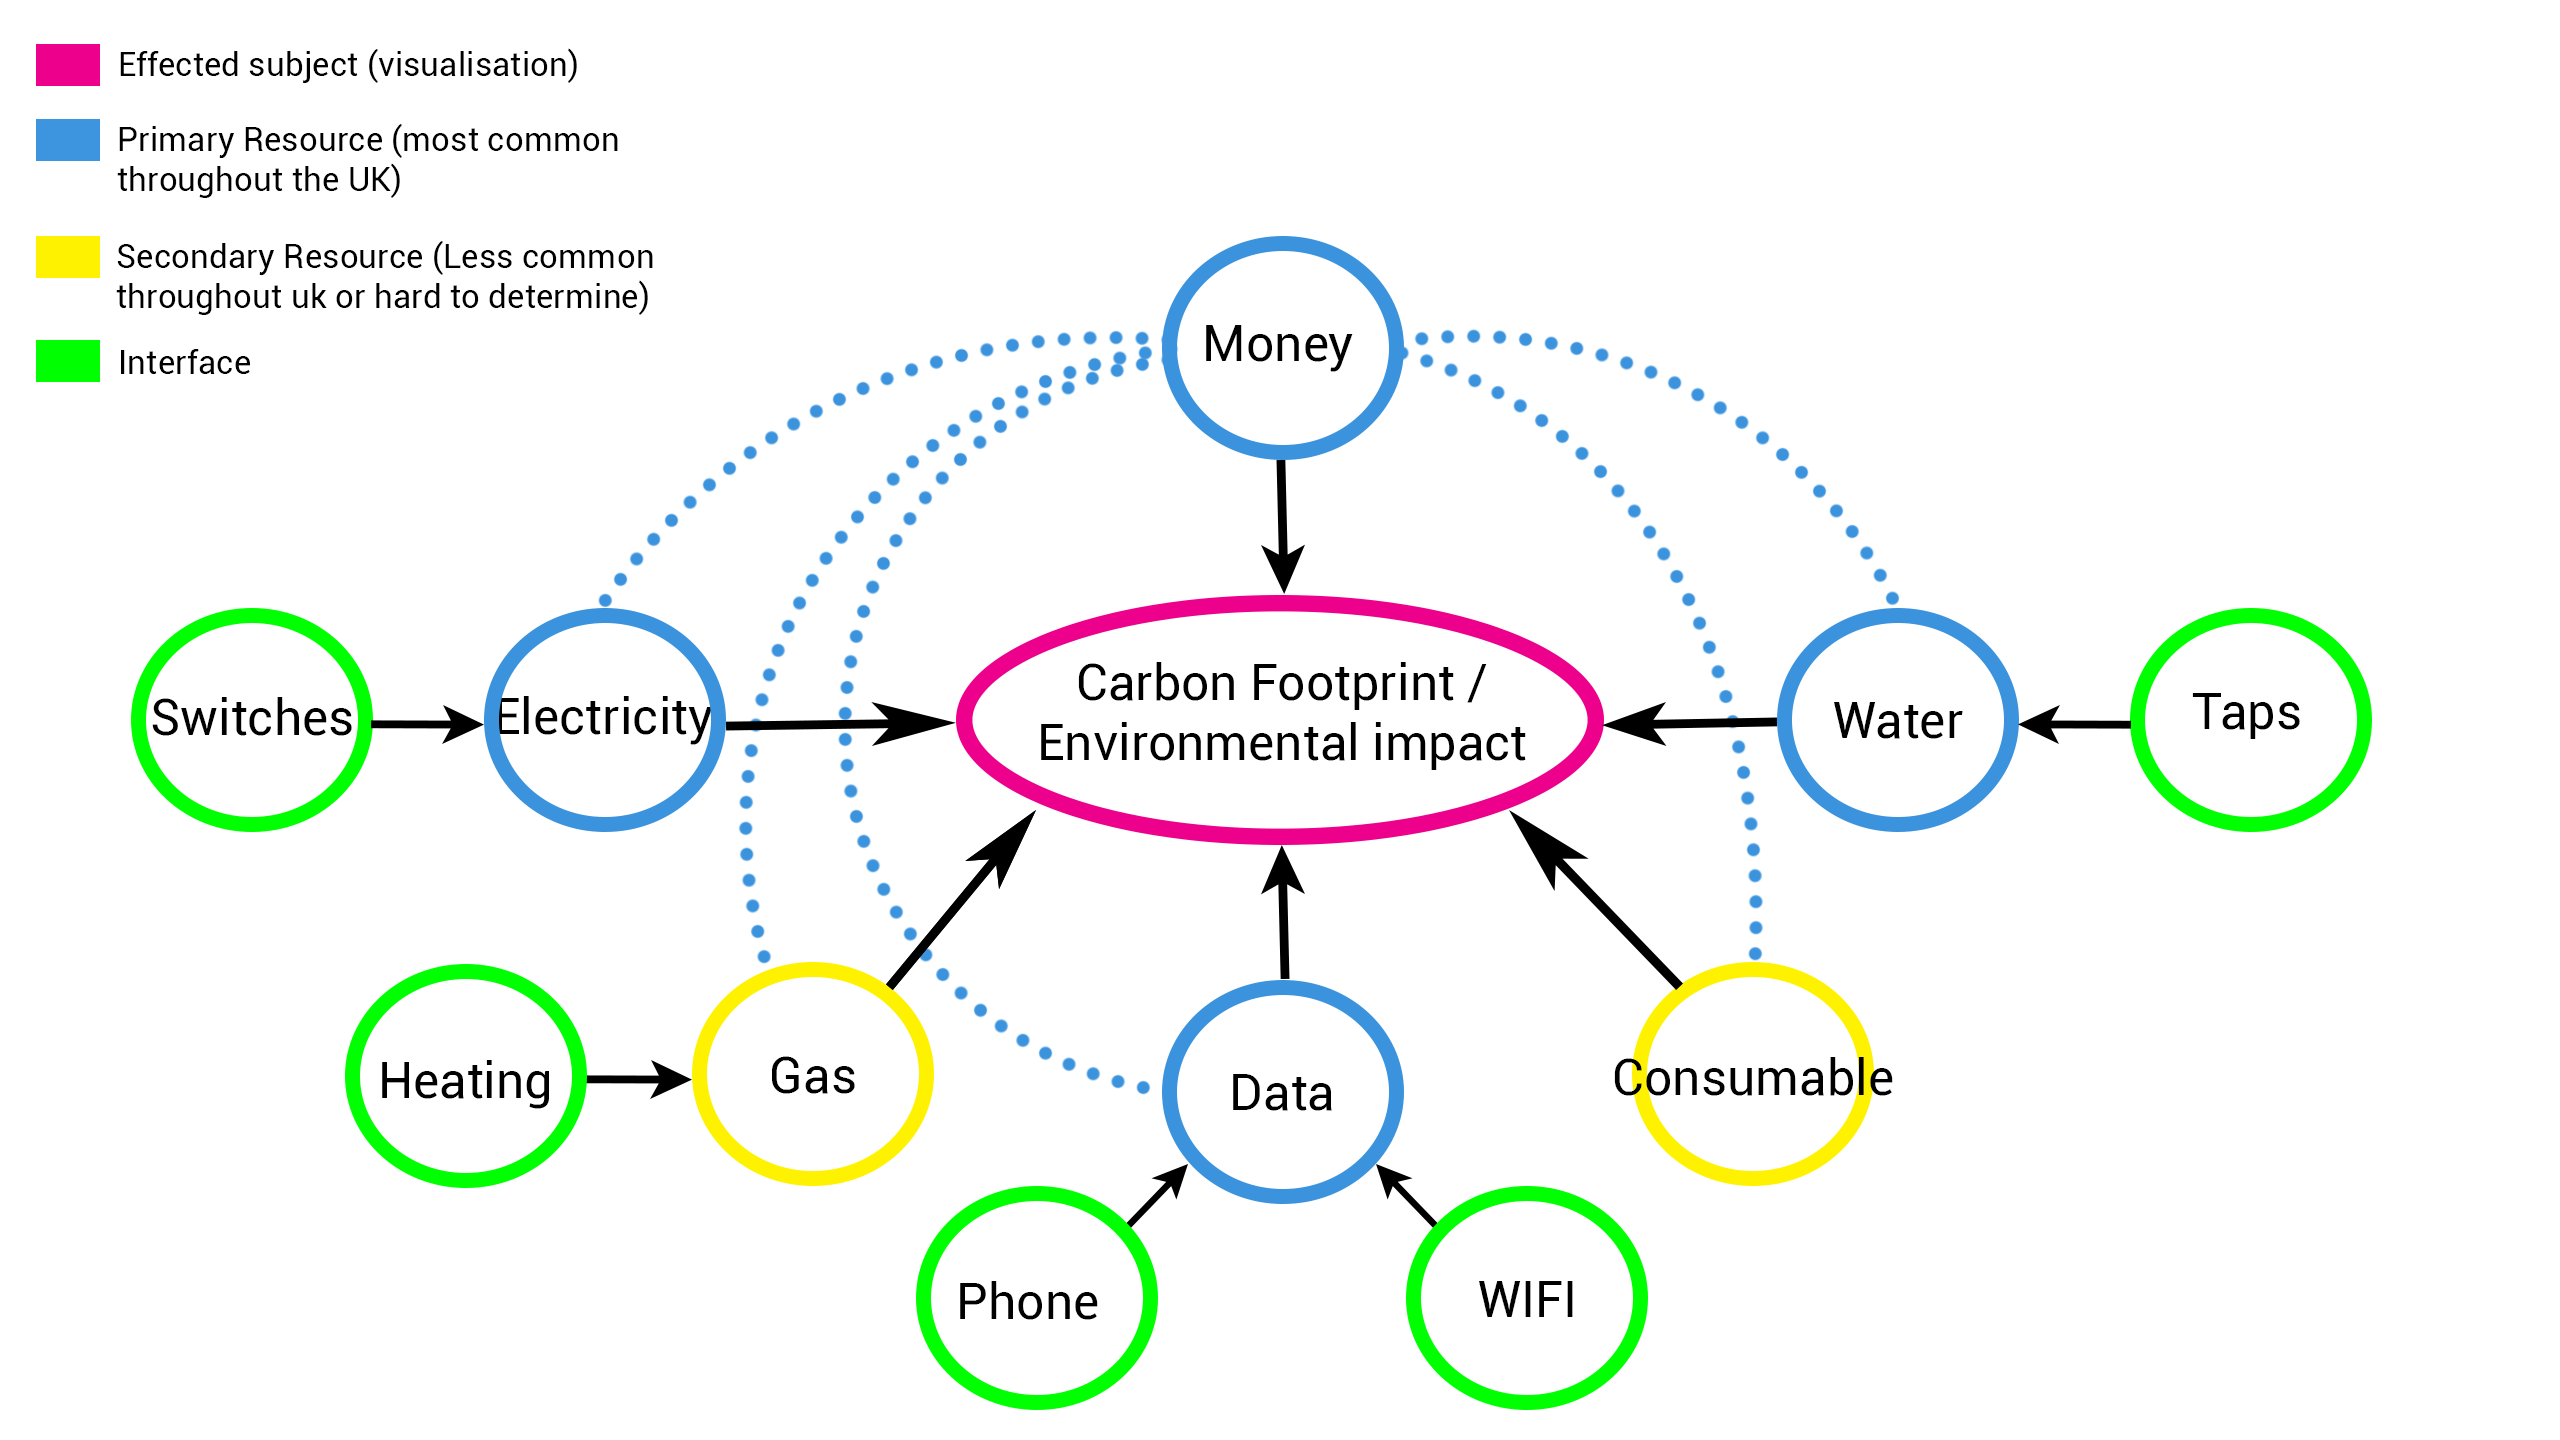 Effected subject (visualisation)
Primary Resource (most common
throughout the UK)
Secondary Resource (Less common
throughout uk or hard to determine)
Interface
Money
Carbon Footprint /
Environmental impact
Switches
Electricity
Water
Taps
Heating
Gas
Data
Consumable
Phone
WIFI